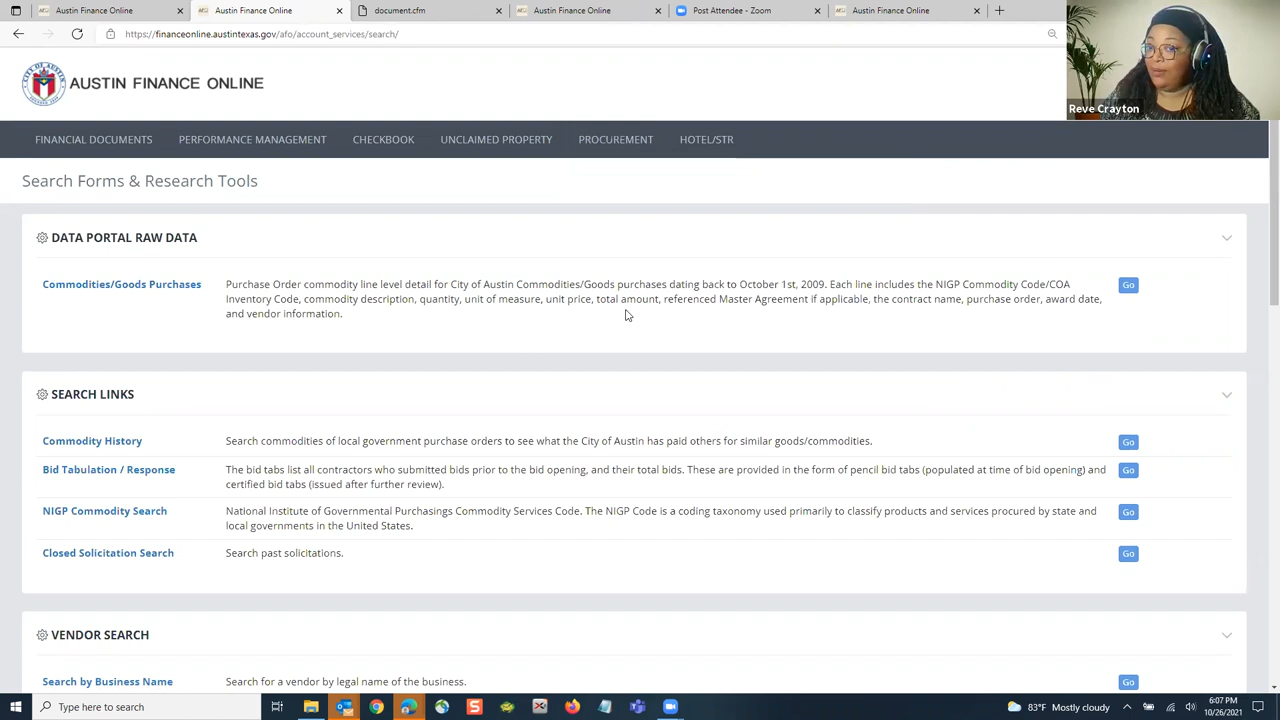 Austin Finance Online
Austin Finance Online
document.cfm
Austin Finance Online
Post Attendee - Zoom
Austin Finance Online
https://financeonline.austintexas.gov/afo/account_services/search/
AUSTIN FINANCE ONLINE
Reve Crayton
FINANCIAL DOCUMENTS PERFORMANCE MANAGEMENT CHECKBOOK UNCLAIMED PROPERTY PROCUREMENT HOTEL/STR
Search Forms & Research Tools
DATA PORTAL RAW DATA
Commodities/Goods Purchases
Purchase Order commodity line level detail for City of Austin Commodities/Goods purchases dating back to October 1st, 2009. Each line includes the NIGP Commodity Code/COA
Inventory Code, commodity description, quantity, unit of measure, unit price, total amount, referenced Master Agreement if applicable, the contract name, purchase order, award date,
and vendor information.
Go
SEARCH LINKS
Commodity History
Search commodities of local government purchase orders to see what the City of Austin has paid others for similar goods/commodities.
Go
Bid Tabulation / Response
The bid tabs list all contractors who submitted bids prior to the bid opening, and their total bids. These are provided in the form of pencil bid tabs (populated at time of bid opening) and
certified bid tabs (issued after further review).
Go
NIGP Commodity Search
National Institute of Governmental Purchasings Commodity Services Code. The NIGP Code is a coding taxonomy used primarily to classify products and services procured by state and
local governments in the United States.
Go
Closed Solicitation Search
Search past solicitations.
Go
VENDOR SEARCH
Search by Business Name
Search for a vendor by legal name of the business.
Go
Type here to search
83°F Mostly cloudy
6:07 PM
10/26/2021